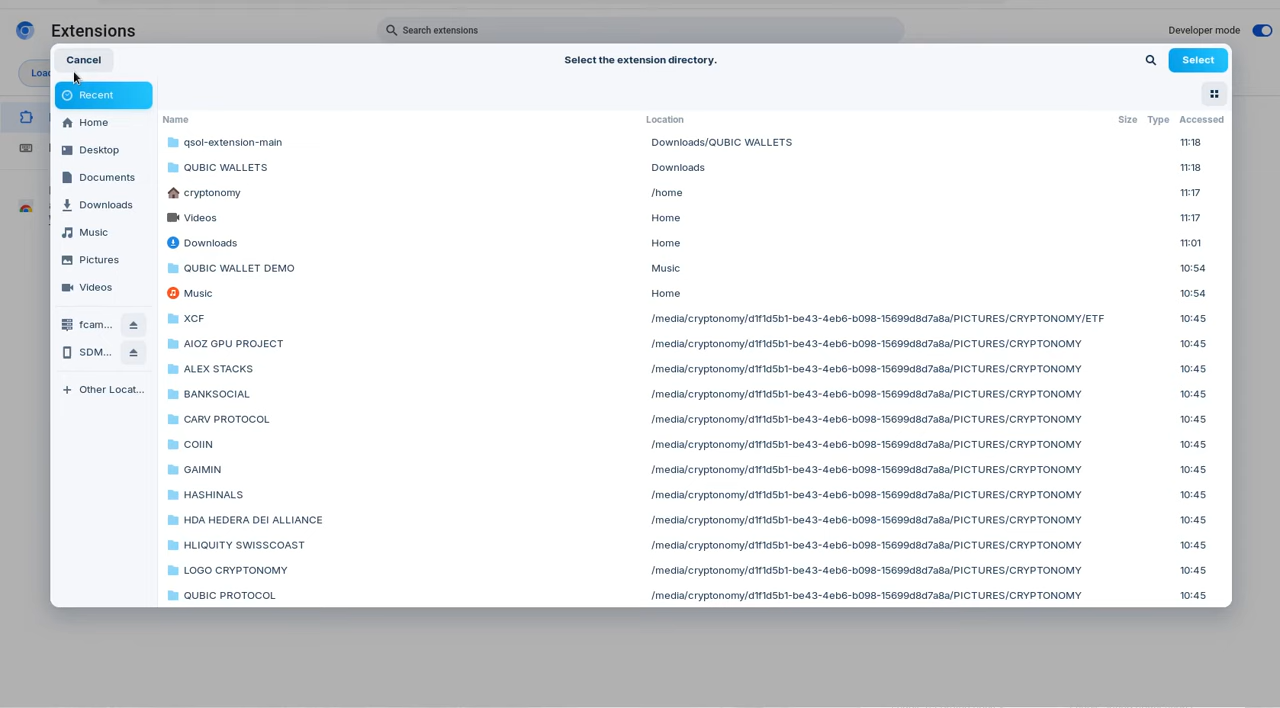 Extensions
Search extensions
Developer mode
Cancel
Select the extension directory.
Select
Recent
Home
Desktop
Documents
Downloads
Music
Pictures
Videos
fcam...
SDM...
Other Locat...
Name Location Size Type Accessed
qsol-extension-main Downloads/QUBIC WALLETS 11:18
QUBIC WALLETS Downloads 11:18
cryptonomy /home 11:17
Videos Home 11:17
Downloads Home 11:01
QUBIC WALLET DEMO Music 10:54
Music Home 10:54
XCF /media/cryptonomy/d1f1d5b1-be43-4eb6-b098-15699d8d7a8a/PICTURES/CRYPTONOMY/ETF 10:45
AIOZ GPU PROJECT /media/cryptonomy/d1f1d5b1-be43-4eb6-b098-15699d8d7a8a/PICTURES/CRYPTONOMY 10:45
ALEX STACKS /media/cryptonomy/d1f1d5b1-be43-4eb6-b098-15699d8d7a8a/PICTURES/CRYPTONOMY 10:45
BANKSOCIAL /media/cryptonomy/d1f1d5b1-be43-4eb6-b098-15699d8d7a8a/PICTURES/CRYPTONOMY 10:45
CARV PROTOCOL /media/cryptonomy/d1f1d5b1-be43-4eb6-b098-15699d8d7a8a/PICTURES/CRYPTONOMY 10:45
COIIN /media/cryptonomy/d1f1d5b1-be43-4eb6-b098-15699d8d7a8a/PICTURES/CRYPTONOMY 10:45
GAIMIN /media/cryptonomy/d1f1d5b1-be43-4eb6-b098-15699d8d7a8a/PICTURES/CRYPTONOMY 10:45
HASHINALS /media/cryptonomy/d1f1d5b1-be43-4eb6-b098-15699d8d7a8a/PICTURES/CRYPTONOMY 10:45
HDA HEDERA DEI ALLIANCE /media/cryptonomy/d1f1d5b1-be43-4eb6-b098-15699d8d7a8a/PICTURES/CRYPTONOMY 10:45
HLIQUITY SWISSCOAST /media/cryptonomy/d1f1d5b1-be43-4eb6-b098-15699d8d7a8a/PICTURES/CRYPTONOMY 10:45
LOGO CRYPTONOMY /media/cryptonomy/d1f1d5b1-be43-4eb6-b098-15699d8d7a8a/PICTURES/CRYPTONOMY 10:45
QUBIC PROTOCOL /media/cryptonomy/d1f1d5b1-be43-4eb6-b098-15699d8d7a8a/PICTURES/CRYPTONOMY 10:45